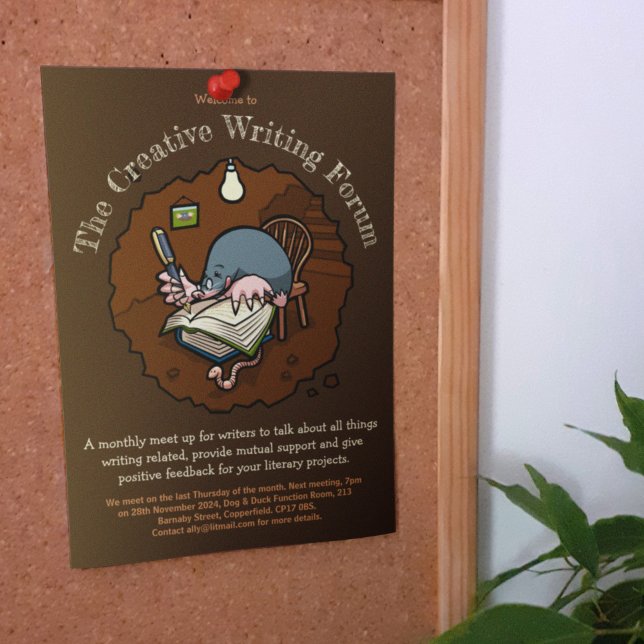 Welcome to
The Creative Writing Forum
A monthly meet up for writers to talk about all things
writing related, provide mutual support and give
positive feedback for your literary projects.
We meet on the last Thursday of the month. Next meeting, 7pm
on 28th November 2024, Dog & Duck Function Room, 213
Barnaby Street, Copperfield. CP17 0BS.
Contact ally@litmail.com for more details.